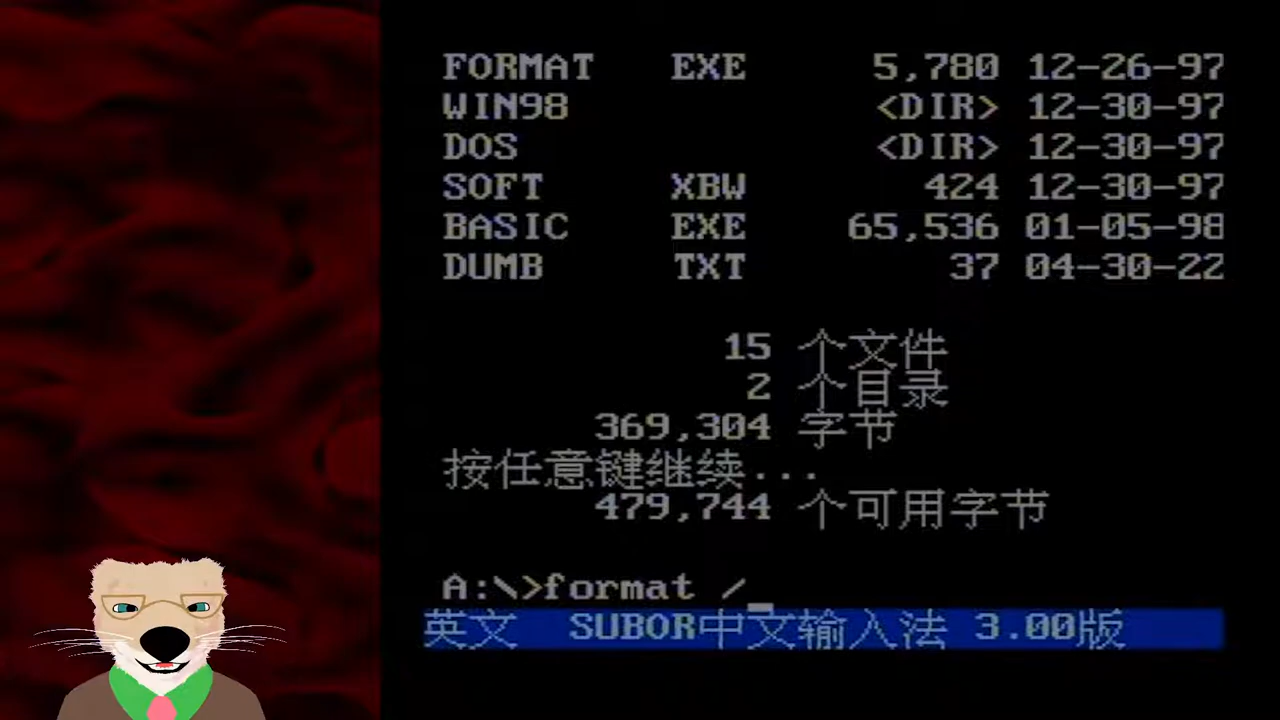 FORMAT EXE 5,780 12-26-97
WIN98 <DIR> 12-30-97
DOS <DIR> 12-30-97
SOFT XBW 424 12-30-97
BASIC EXE 65,536 01-05-98
DUMB TXT 37 04-30-22
15 个文件
2 个目录
369,304 字节
按任意键继续...
479,744 个可用字节
A:\>format /_
英文 SUBOR中文输入法 3.00版